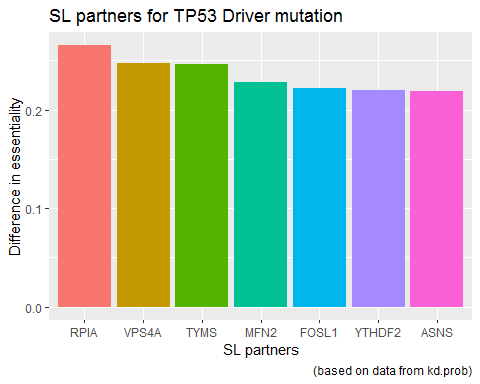 SL partners for TP53 Driver mutation
Difference in essentiality
0.2
0.1
0.0
RPIA VPS4A TYMS MFN2 FOSL1 YTHDF2 ASNS
SL partners
(based on data from kd.prob)